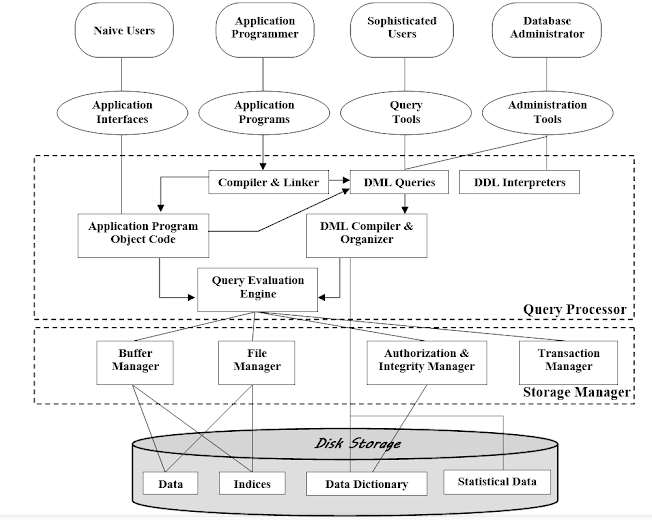 Naive Users
Application
Programmer
Sophisticated
Users
Database
Administrator
Application
Interfaces
Application
Programs
Query
Tools
Administration
Tools
Compiler & Linker
DML Queries
DDL Interpreters
Application Program
Object Code
DML Compiler &
Organizer
Query Evaluation
Engine
Query Processor
Buffer
Manager
File
Manager
Authorization &
Integrity Manager
Transaction
Manager
Storage Manager
Disk Storage
Data
Indices
Data Dictionary
Statistical Data